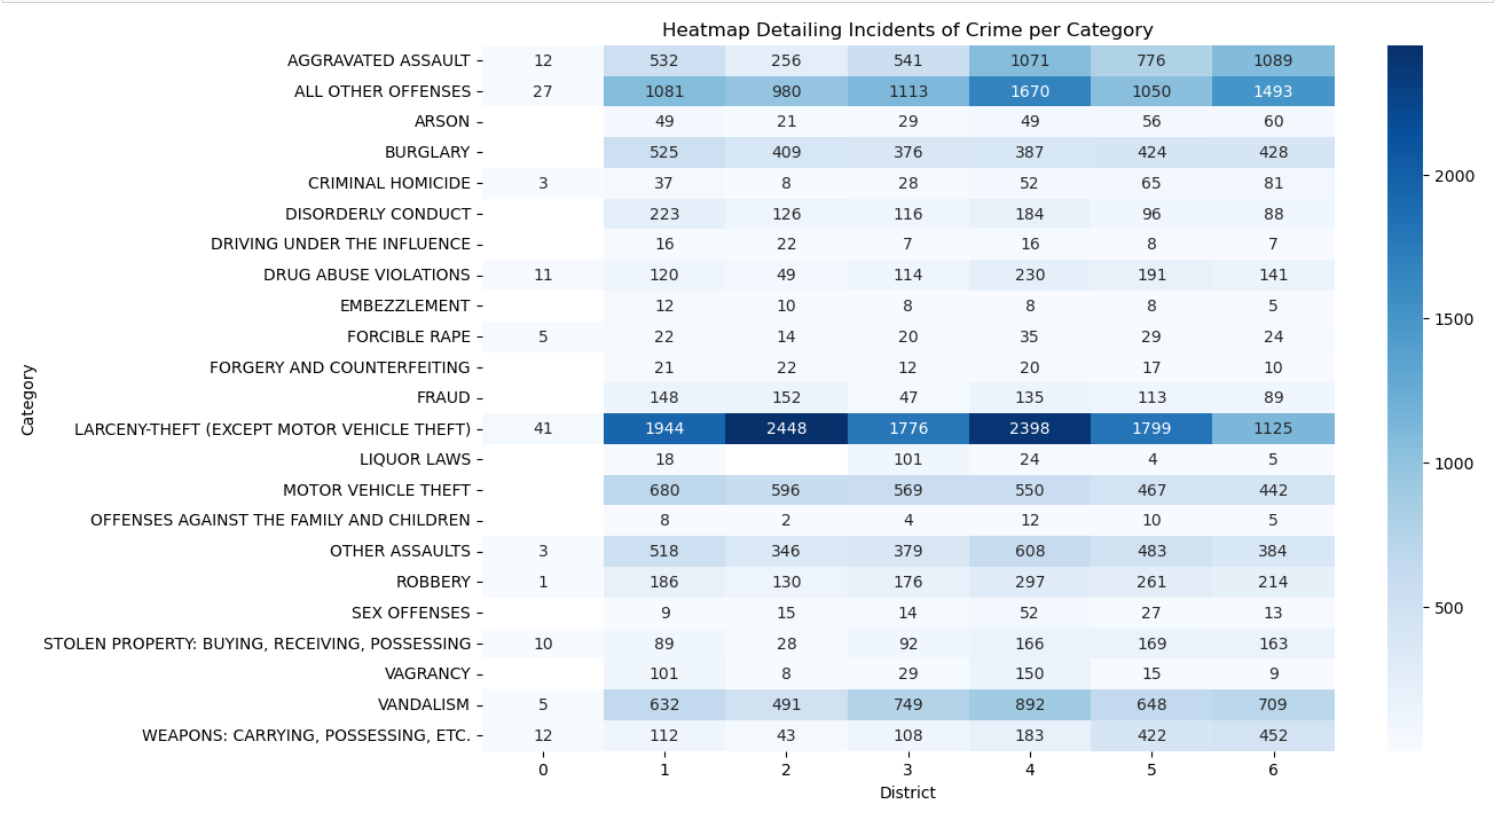 Heatmap Detailing Incidents of Crime per Category
AGGRAVATED ASSAULT 12 532 256 541 1071 776 1089
ALL OTHER OFFENSES 27 1081 980 1113 1670 1050 1493
ARSON 49 21 29 49 56 60
BURGLARY 525 409 376 387 424 428
CRIMINAL HOMICIDE 3 37 8 28 52 65 81
2000
DISORDERLY CONDUCT 223 126 116 184 96 88
DRIVING UNDER THE INFLUENCE 16 22 7 16 8 7
DRUG ABUSE VIOLATIONS 11 120 49 114 230 191 141
EMBEZZLEMENT 12 10 8 8 8 5
1500
FORCIBLE RAPE 5 22 14 20 35 29 24
FORGERY AND COUNTERFEITING 21 22 12 20 17 10
FRAUD 148 152 47 135 113 89
Category
LARCENY-THEFT (EXCEPT MOTOR VEHICLE THEFT) 41 1944 2448 1776 2398 1799 1125
LIQUOR LAWS 18 101 24 4 5
1000
MOTOR VEHICLE THEFT 680 596 569 550 467 442
OFFENSES AGAINST THE FAMILY AND CHILDREN 8 2 4 12 10 5
OTHER ASSAULTS 3 518 346 379 608 483 384
ROBBERY 1 186 130 176 297 261 214
500
SEX OFFENSES 9 15 14 52 27 13
STOLEN PROPERTY: BUYING, RECEIVING, POSSESSING 10 89 28 92 166 169 163
VAGRANCY 101 8 29 150 15 9
VANDALISM 5 632 491 749 892 648 709
WEAPONS: CARRYING, POSSESSING, ETC. 12 112 43 108 183 422 452
0 1 2 3 4 5 6
District